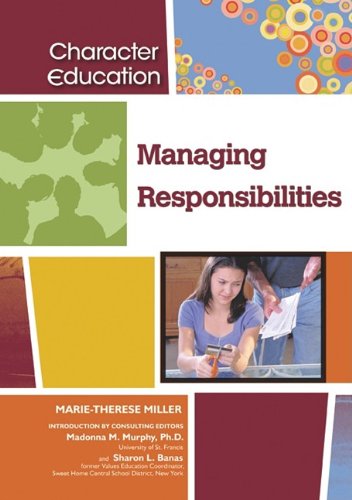 Character
Education
Managing
Responsibilities
MARIE-THERESE MILLER
INTRODUCTION BY CONSULTING EDITORS
Madonna M. Murphy, Ph.D.
University of St. Francis
and Sharon L. Banas
former Values Education Coordinator,
Sweet Home Central School District, New York